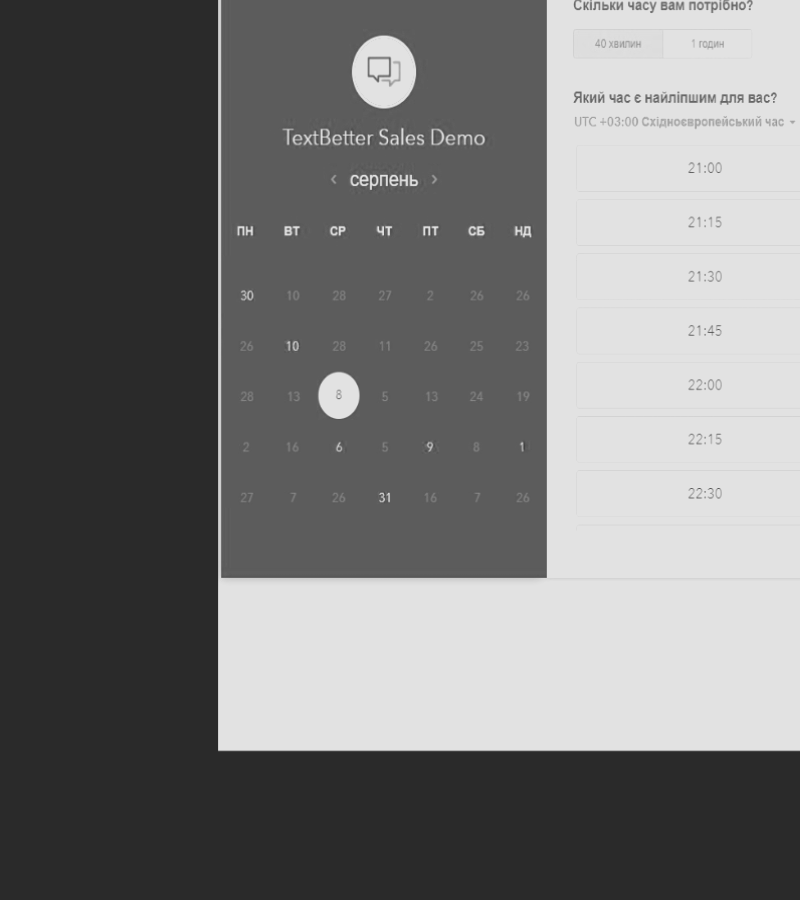 TextBetter Sales Demo
‹ серпень ›
ПН ВТ СР ЧТ ПТ СБ НД
30 10 28 27 2 26 26
26 10 28 11 26 25 23
28 13 8 5 13 24 19
2 16 6 5 9 8 1
27 7 26 31 16 7 26
Скільки часу вам потрібно?
40 хвилин 1 годин
Який час є найліпшим для вас?
UTC +03:00 Східноєвропейський час
21:00
21:15
21:30
21:45
22:00
22:15
22:30